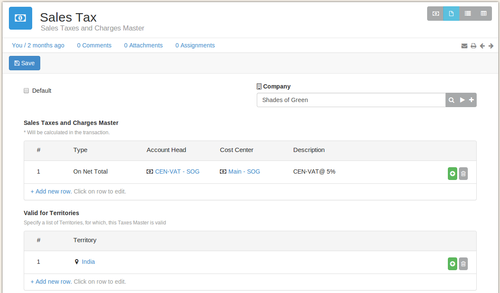 Sales Tax
Sales Taxes and Charges Master
You / 2 months ago 0 Comments 0 Attachments 0 Assignments
Save
Default
Company
Shades of Green
Sales Taxes and Charges Master
* Will be calculated in the transaction.
# Type Account Head Cost Center Description
1 On Net Total CEN-VAT - SOG Main - SOG CEN-VAT@ 5%
+ Add new row. Click on row to edit.
Valid for Territories
Specify a list of Territories, for which, this Taxes Master is valid
# Territory
1 India
+ Add new row. Click on row to edit.